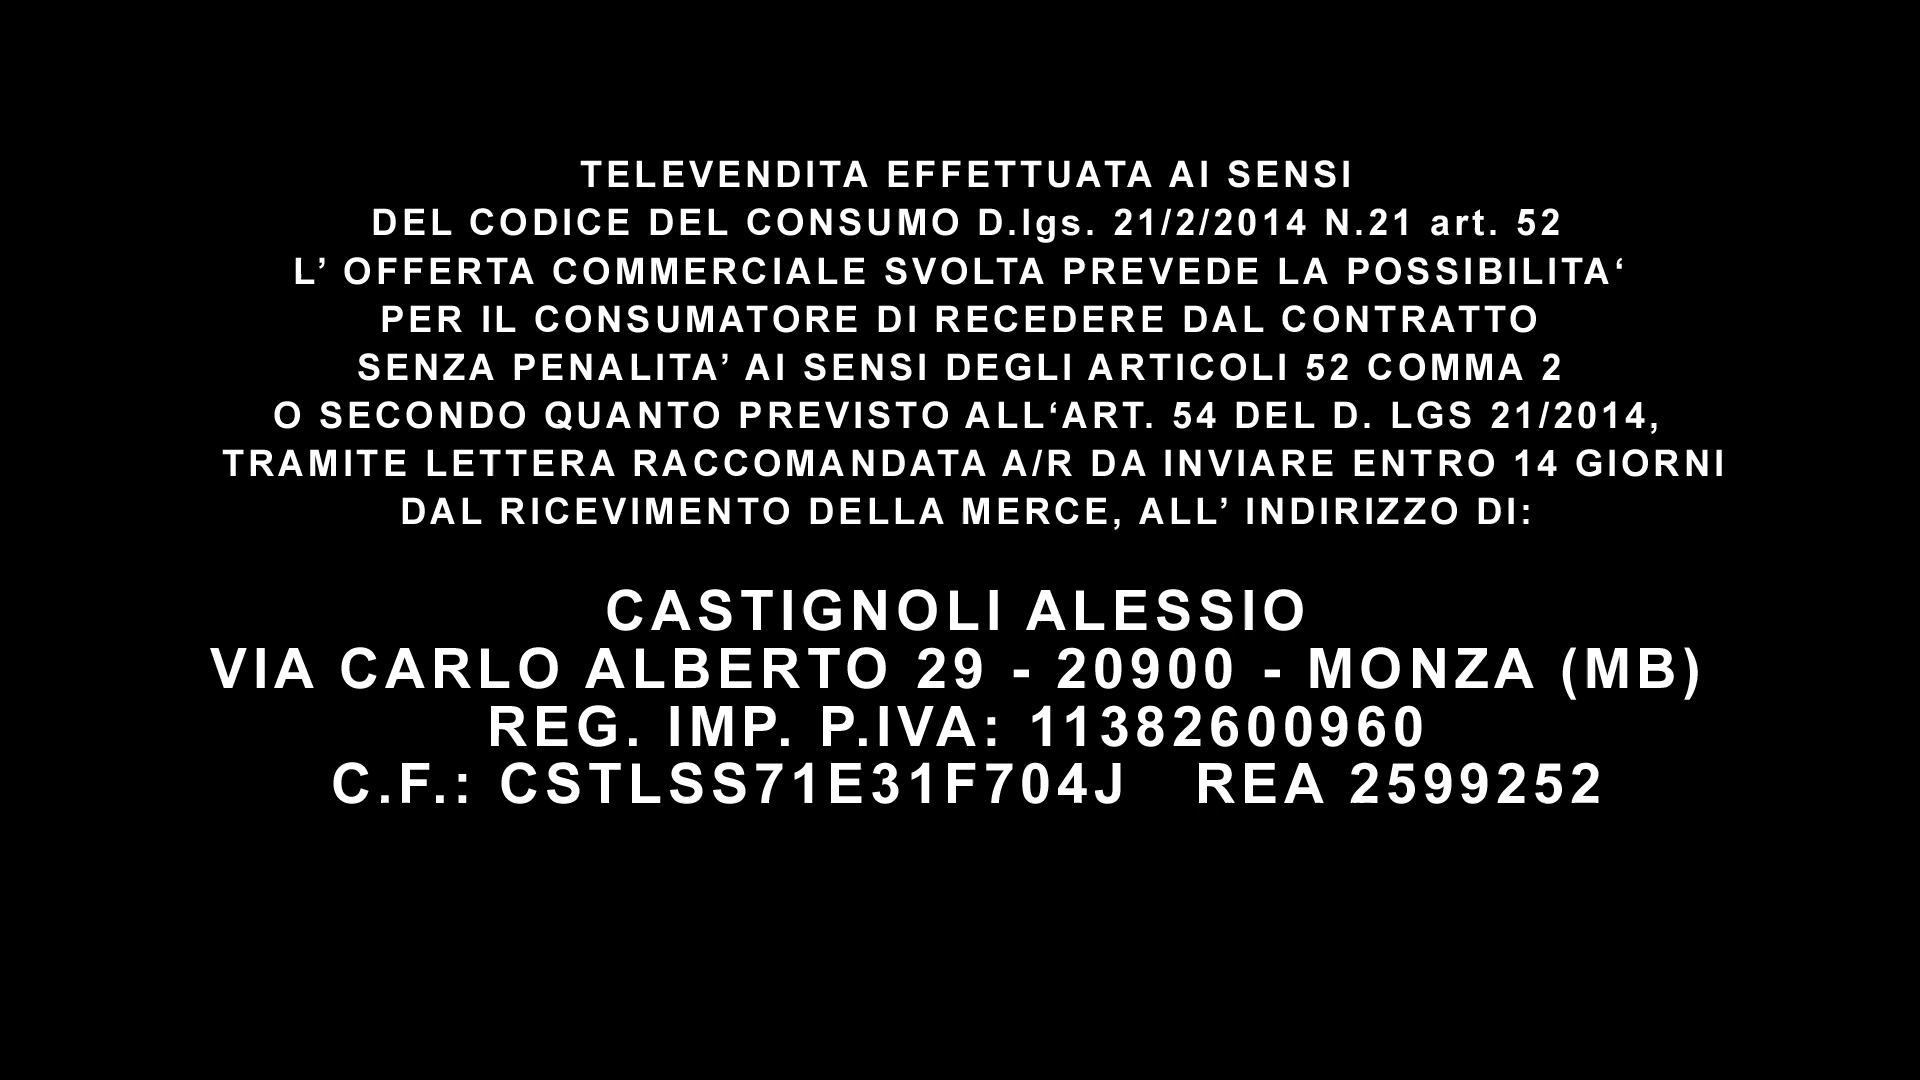 TELEVENDITA EFFETTUATA AI SENSI
DEL CODICE DEL CONSUMO D.lgs. 21/2/2014 N.21 art. 52
L’ OFFERTA COMMERCIALE SVOLTA PREVEDE LA POSSIBILITA‘
PER IL CONSUMATORE DI RECEDERE DAL CONTRATTO
SENZA PENALITA’ AI SENSI DEGLI ARTICOLI 52 COMMA 2
O SECONDO QUANTO PREVISTO ALL‘ART. 54 DEL D. LGS 21/2014,
TRAMITE LETTERA RACCOMANDATA A/R DA INVIARE ENTRO 14 GIORNI
DAL RICEVIMENTO DELLA MERCE, ALL’ INDIRIZZO DI:
CASTIGNOLI ALESSIO
VIA CARLO ALBERTO 29 - 20900 - MONZA (MB)
REG. IMP. P.IVA: 11382600960
C.F.: CSTLSS71E31F704J REA 2599252